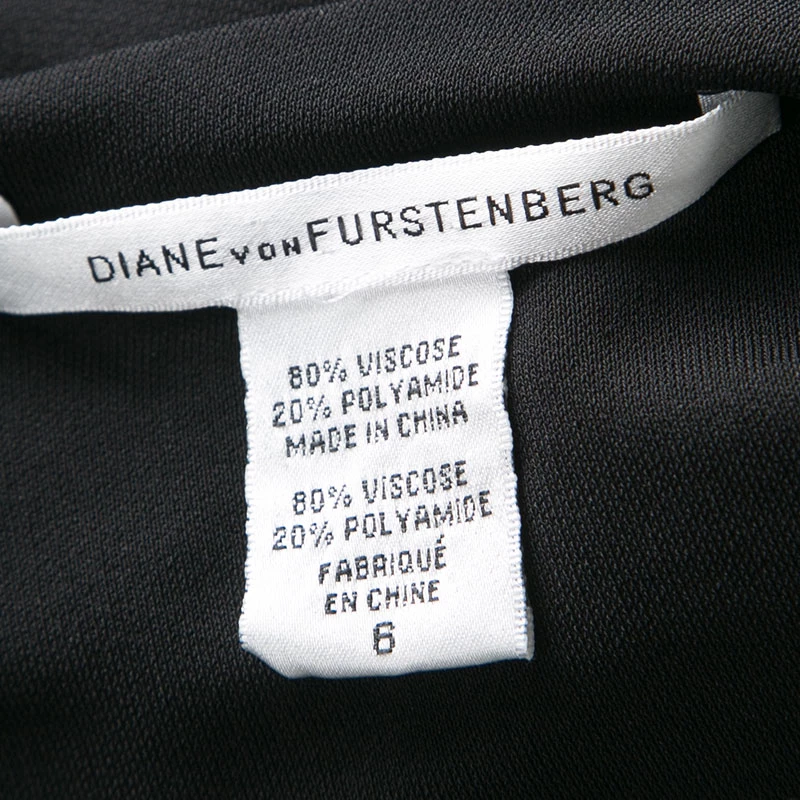 DIANE VON FURSTENBERG
80% VISCOSE
20% POLYAMIDE
MADE IN CHINA
80% VISCOSE
20% POLYAMIDE
FABRIQUÉ
EN CHINE
6